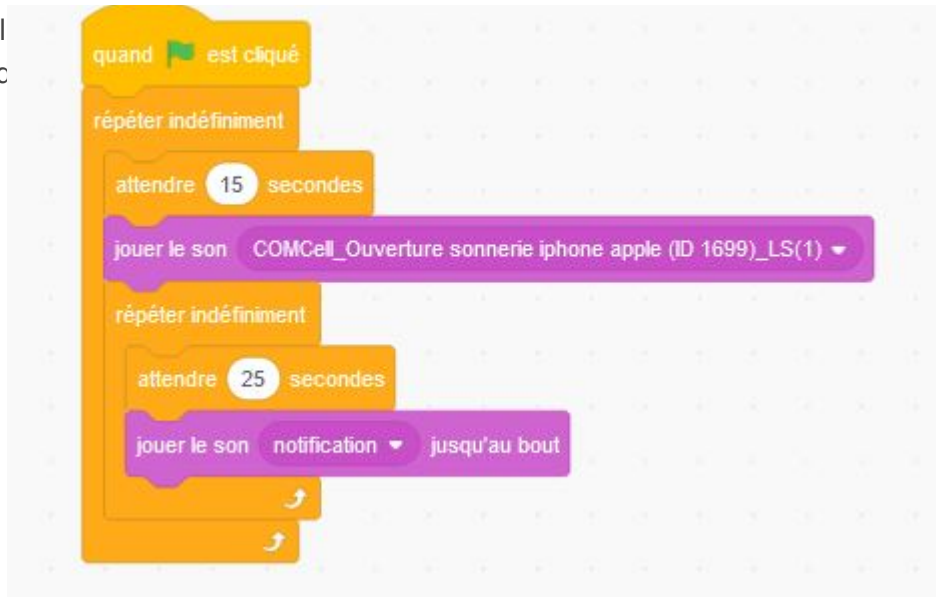 quand est cliqué
répéter indéfiniment
attendre 15 secondes
jouer le son COMCell_Ouverture sonnerie iphone apple (ID 1699)_LS(1)
répéter indéfiniment
attendre 25 secondes
jouer le son notification jusqu'au bout